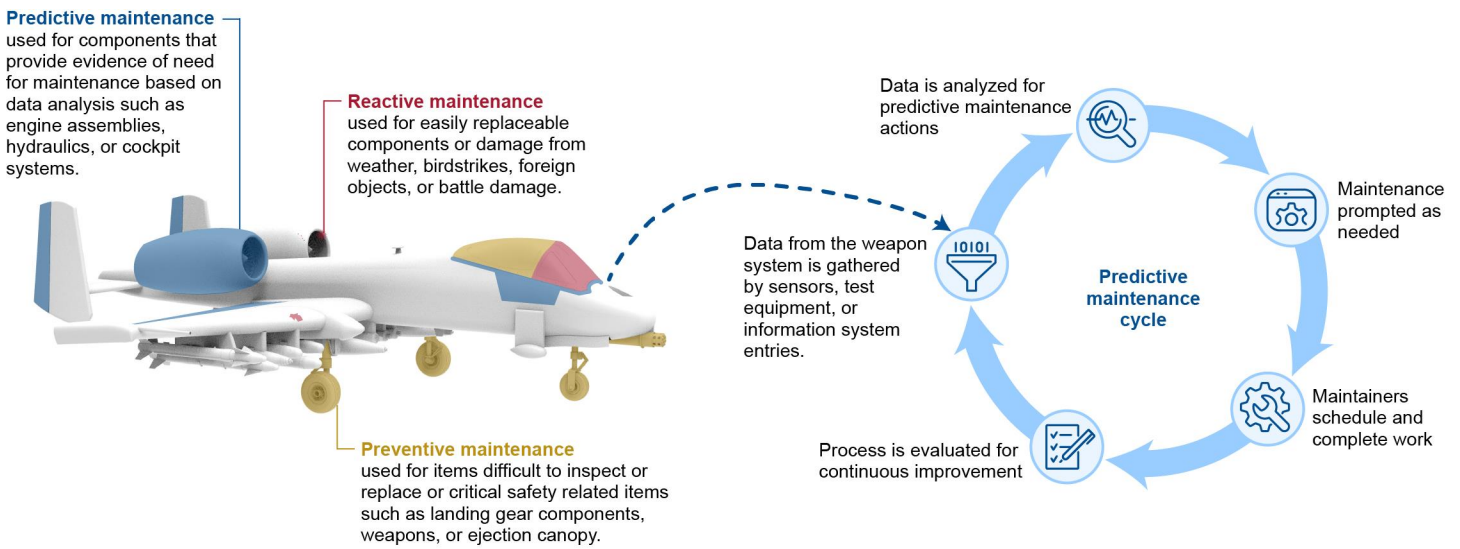 Predictive maintenance
used for components that
provide evidence of need
for maintenance based on
data analysis such as
engine assemblies,
hydraulics, or cockpit
systems.
Reactive maintenance
used for easily replaceable
components or damage from
weather, birdstrikes, foreign
objects, or battle damage.
Preventive maintenance
used for items difficult to inspect or
replace or critical safety related items
such as landing gear components,
weapons, or ejection canopy.
Data from the weapon
system is gathered
by sensors, test
equipment, or
information system
entries.
10101
Data is analyzed for
predictive maintenance
actions
Maintenance
prompted as
needed
Maintainers
schedule and
complete work
Process is evaluated for
continuous improvement
Predictive
maintenance
cycle